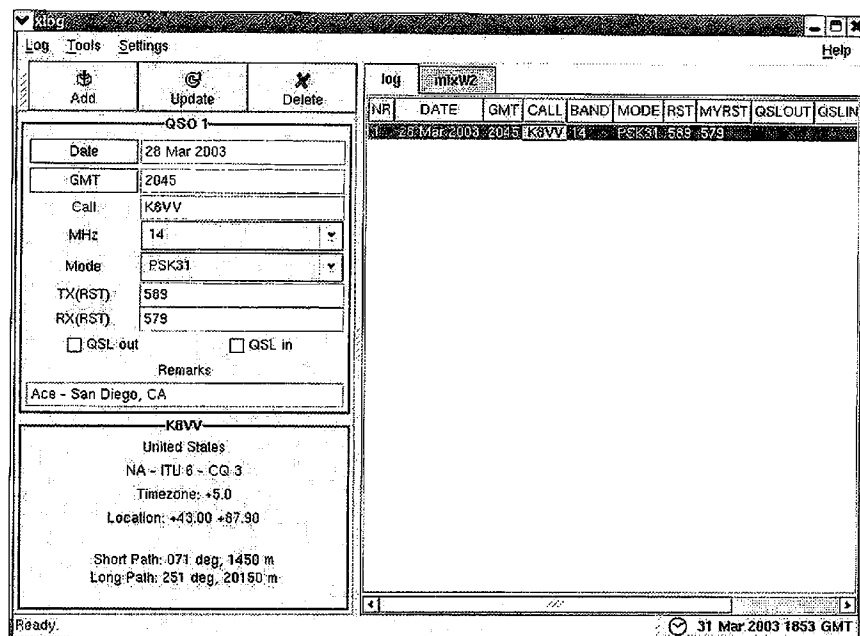 xlog
Log Tools Settings Help
Add Update Delete
QSO 1
Date 28 Mar 2003
GMT 2045
Call K8VV
MHz 14
Mode PSK31
TX(RST) 589
RX(RST) 579
QSL out QSL in
Remarks
Ace - San Diego, CA
K8VV
United States
NA - ITU 6 - CQ 3
Timezone: +5.0
Location: +43.00 +87.90
Short Path: 071 deg, 1450 m
Long Path: 251 deg, 20150 m
log mixW2
NR DATE GMT CALL BAND MODE RST MYRST QSLOUT QSLIN
1 28 Mar 2003 2045 K8VV 14 PSK31 589 579
Ready. 31 Mar 2003 1853 GMT